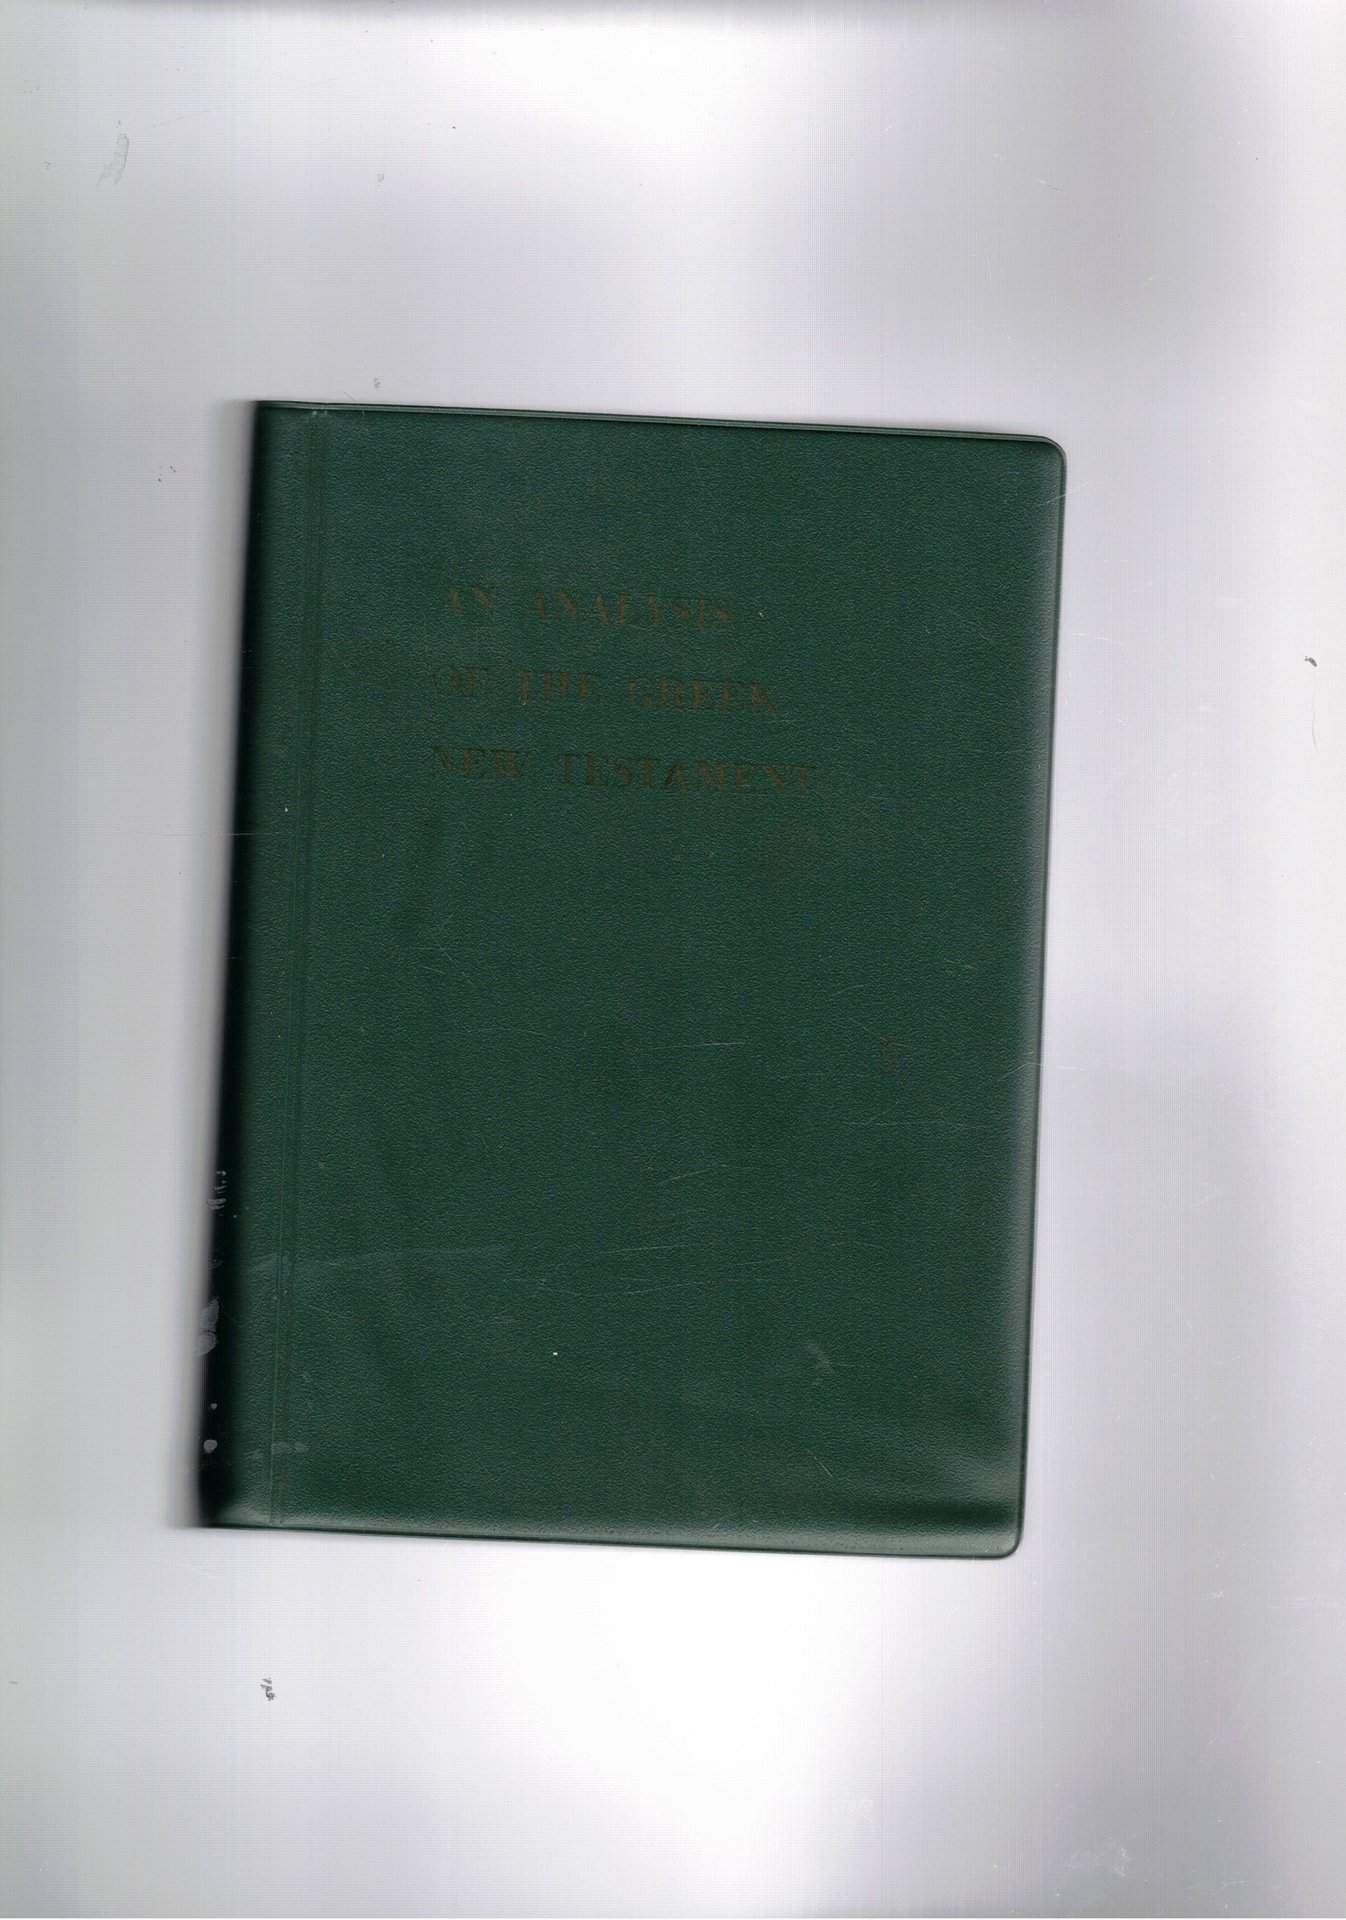 AN ANALYSIS
OF THE GREEK
NEW TESTAMENT